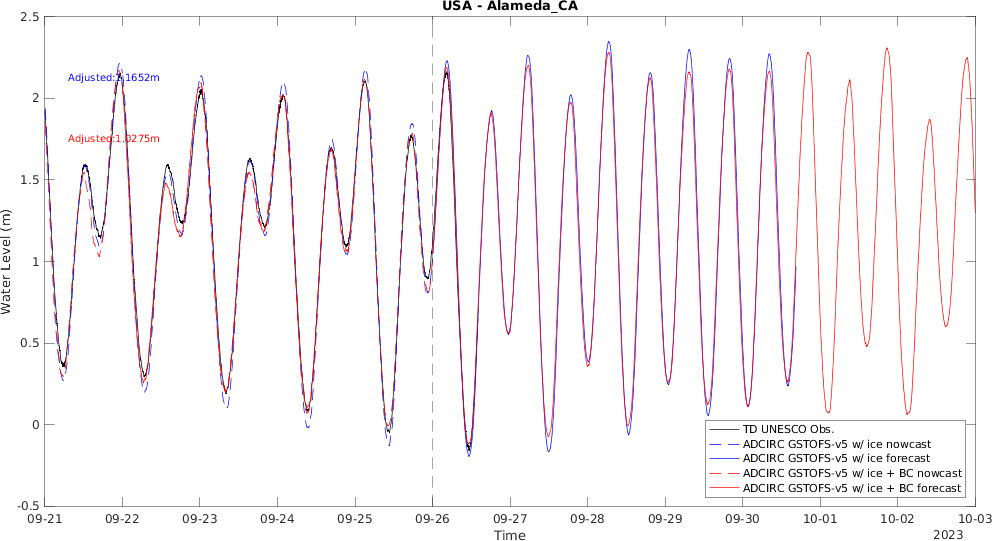 USA - Alameda_CA
2.5
2
1.5
1
0.5
0
-0.5
Water Level (m)
Adjusted:1.1652m
Adjusted:1.0275m
TD UNESCO Obs.
ADCIRC GSTOFS-v5 w/ ice nowcast
ADCIRC GSTOFS-v5 w/ ice forecast
ADCIRC GSTOFS-v5 w/ ice + BC nowcast
ADCIRC GSTOFS-v5 w/ ice + BC forecast
09-21 09-22 09-23 09-24 09-25 09-26 09-27 09-28 09-29 09-30 10-01 10-02 10-03
Time
2023